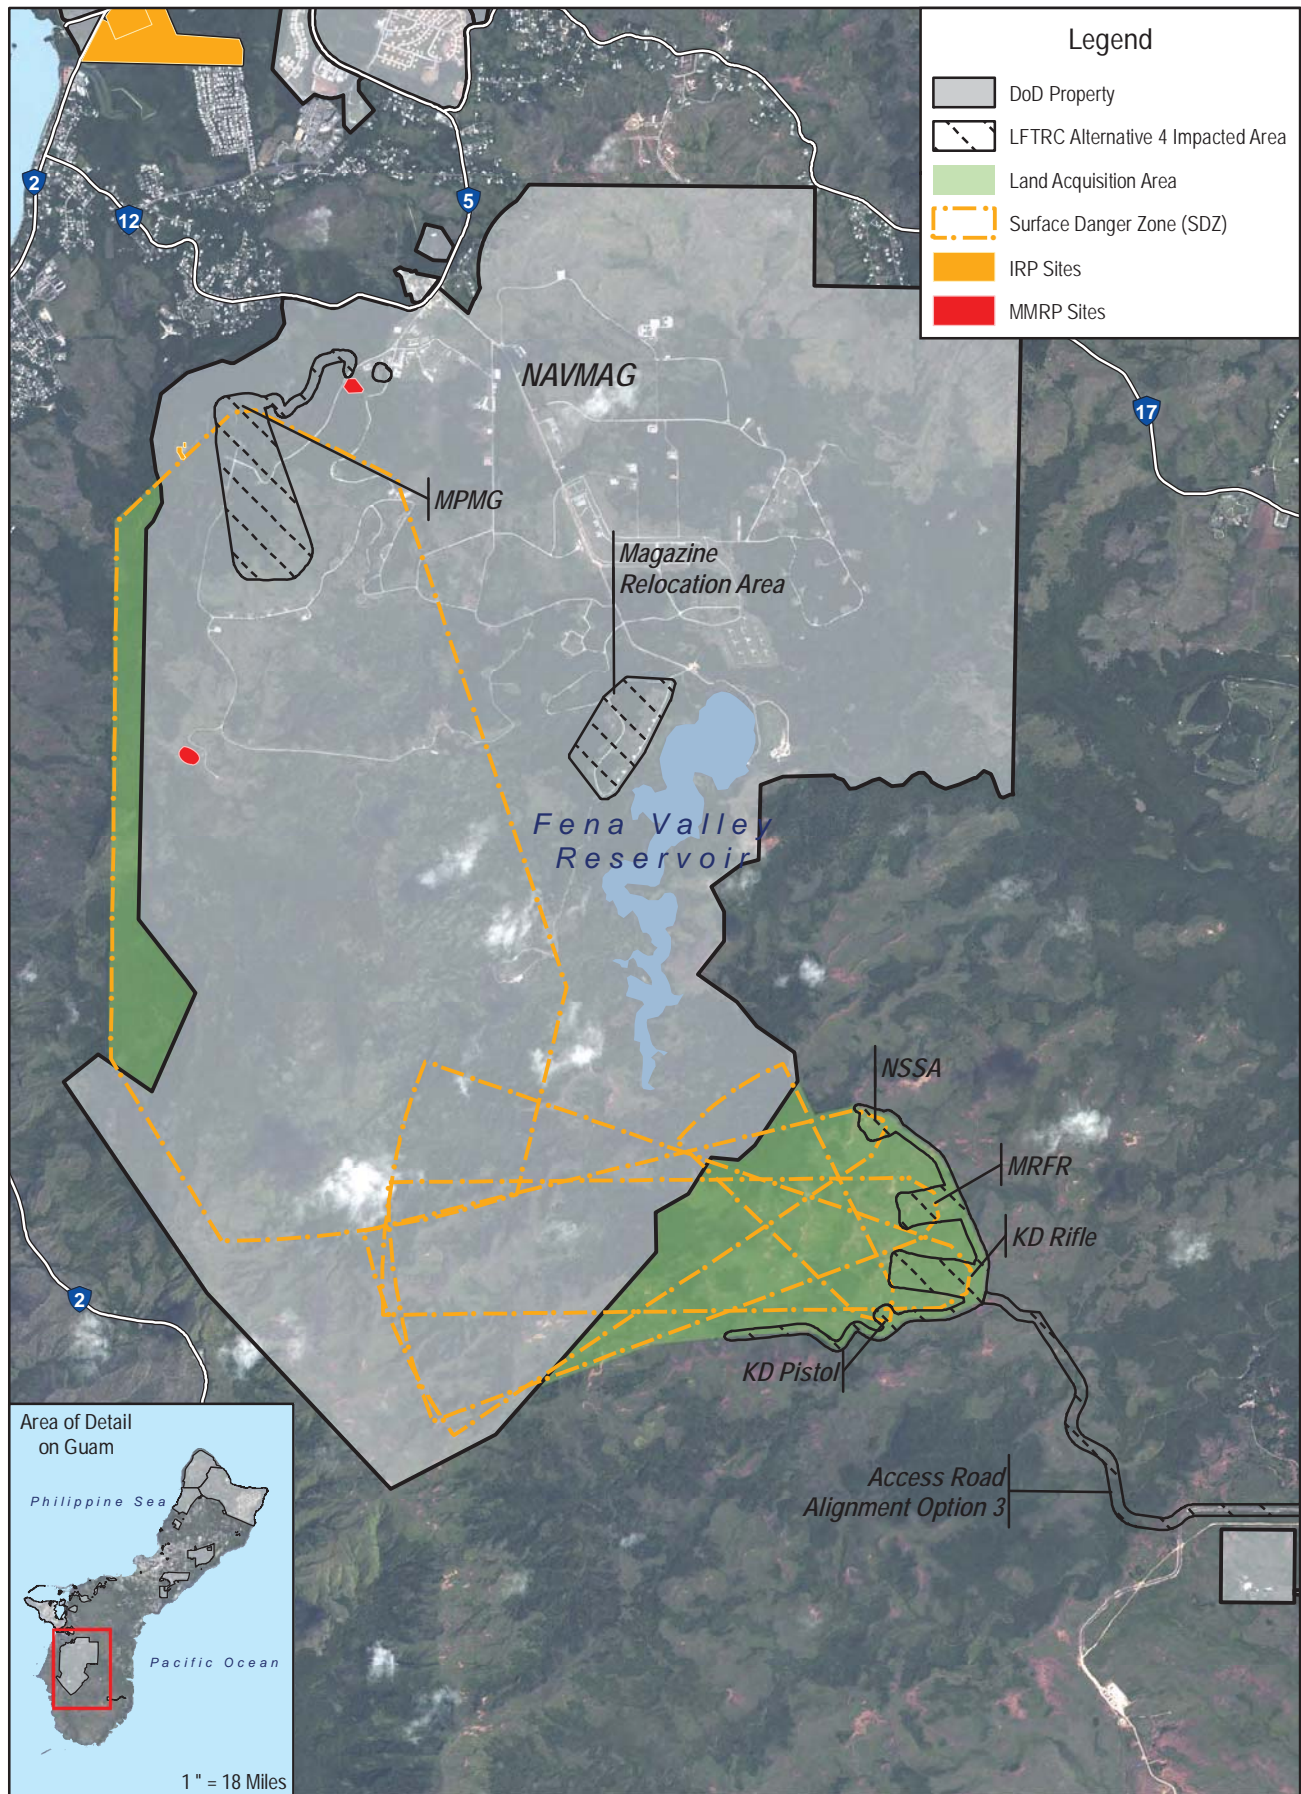 Legend
DoD Property
LFTRC Alternative 4 Impacted Area
Land Acquisition Area
Surface Danger Zone (SDZ)
IRP Sites
MMRP Sites
2
12
5
17
NAVMAG
MPMG
Magazine
Relocation Area
Fena Valley
Reservoir
NSSA
MRFR
KD Rifle
KD Pistol
2
Access Road
Alignment Option 3
Area of Detail
on Guam
Philippine Sea
Pacific Ocean
1 " = 18 Miles